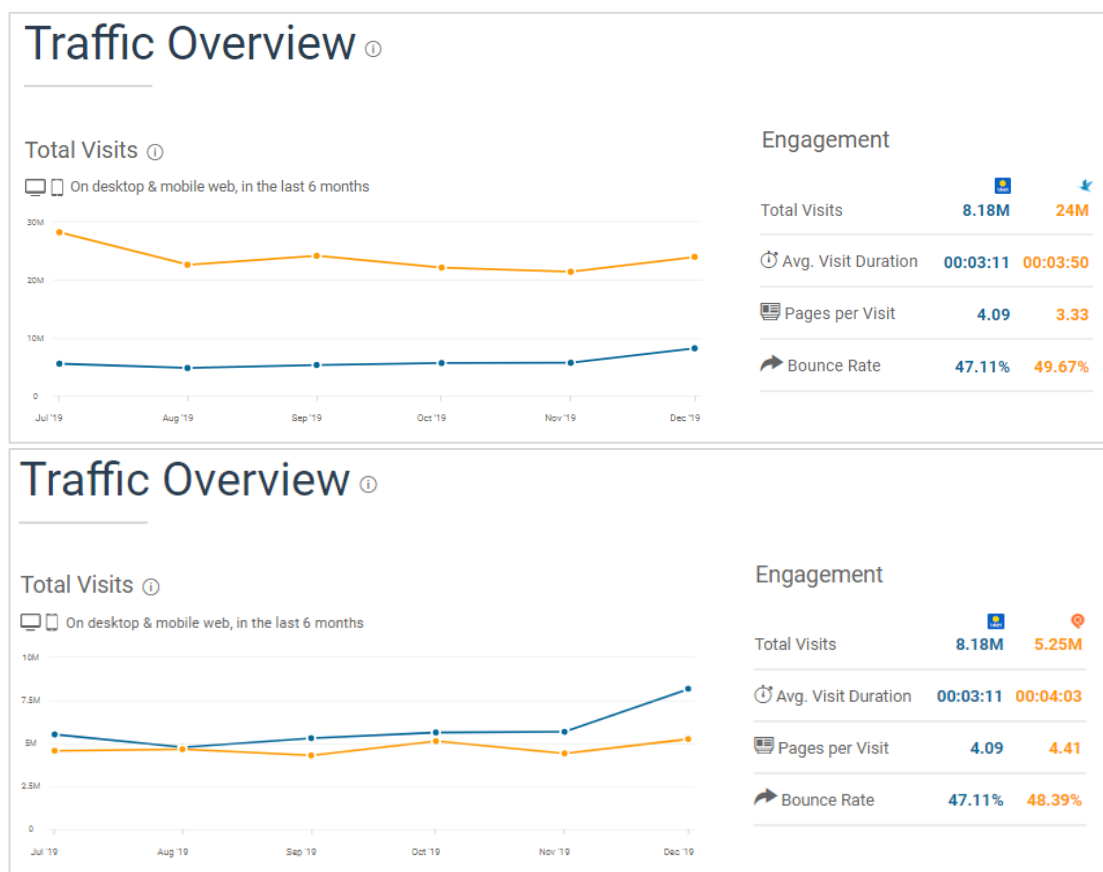 Traffic Overview
Total Visits
On desktop & mobile web, in the last 6 months
30M
20M
10M
0
Jul '19 Aug '19 Sep '19 Oct '19 Nov '19 Dec '19
Engagement
Total Visits 8.18M 24M
Avg. Visit Duration 00:03:11 00:03:50
Pages per Visit 4.09 3.33
Bounce Rate 47.11% 49.67%
Traffic Overview
Total Visits
On desktop & mobile web, in the last 6 months
10M
7.5M
5M
2.5M
0
Jul '19 Aug '19 Sep '19 Oct '19 Nov '19 Dec '19
Engagement
Total Visits 8.18M 5.25M
Avg. Visit Duration 00:03:11 00:04:03
Pages per Visit 4.09 4.41
Bounce Rate 47.11% 48.39%